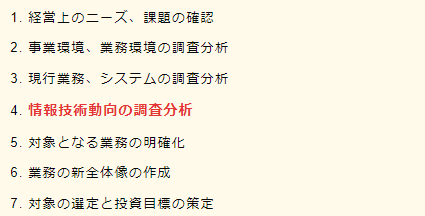 1. 経営上のニーズ、課題の確認
2. 事業環境、業務環境の調査分析
3. 現行業務、システムの調査分析
4. 情報技術動向の調査分析
5. 対象となる業務の明確化
6. 業務の新全体像の作成
7. 対象の選定と投資目標の策定